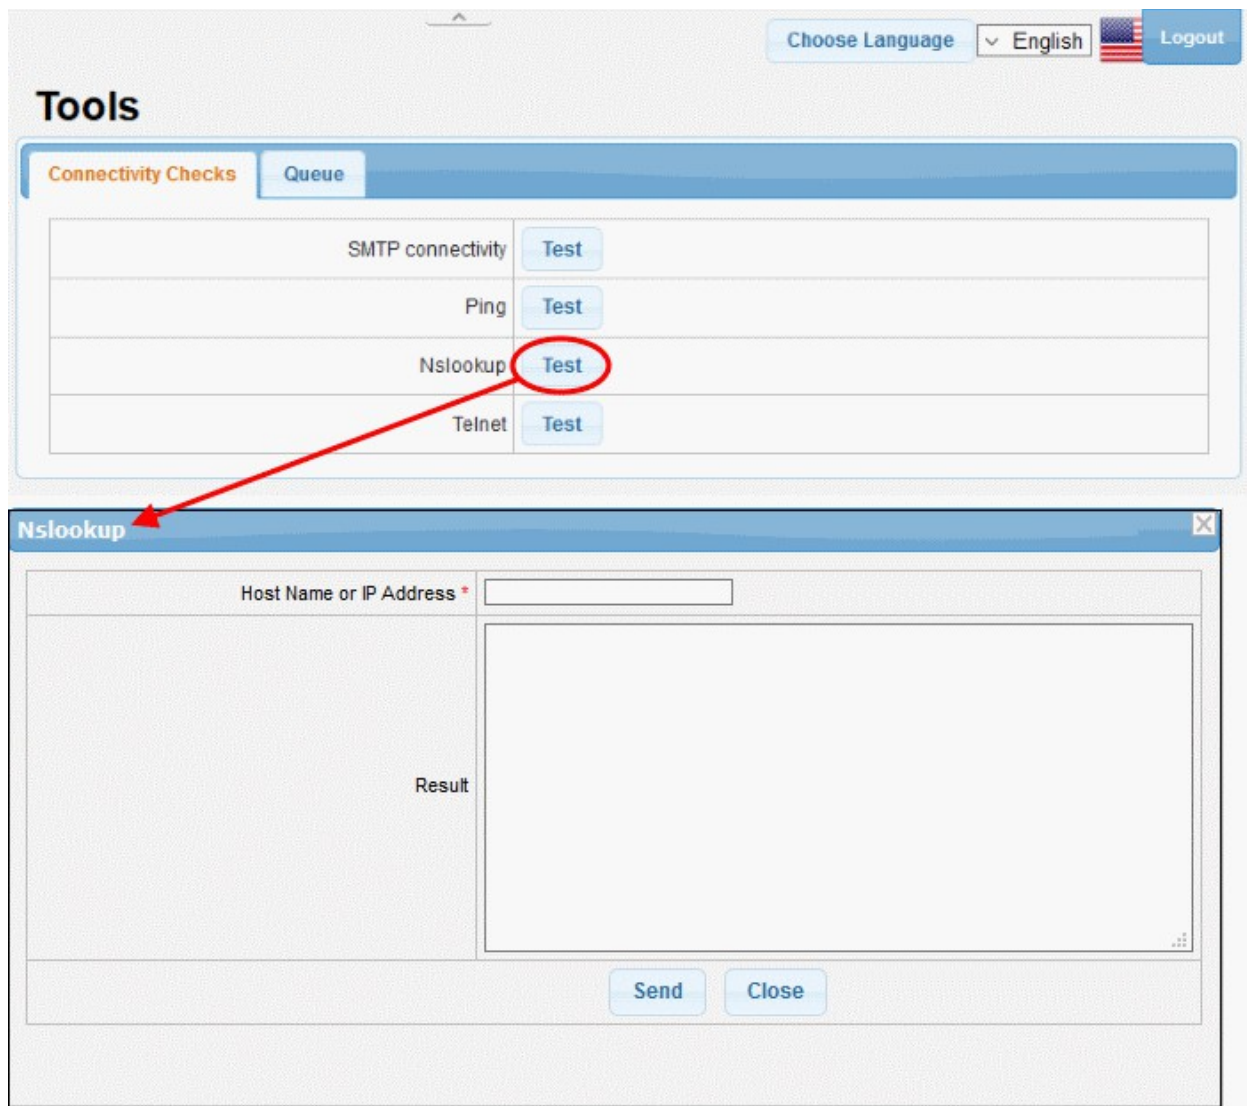 Choose Language English Logout
Tools
Connectivity Checks Queue
SMTP connectivity Test
Ping Test
Nslookup Test
Telnet Test
Nslookup
Host Name or IP Address *
Result
Send Close